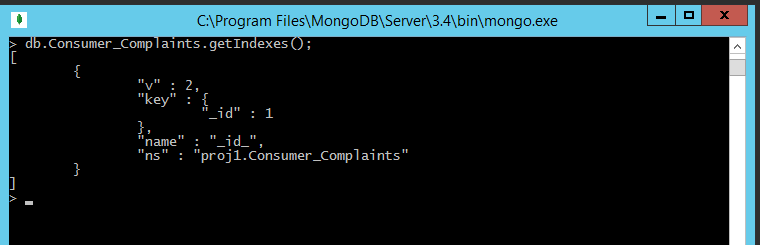 C:\Program Files\MongoDB\Server\3.4\bin\mongo.exe
> db.Consumer_Complaints.getIndexes();
[
        {
                "v" : 2,
                "key" : {
                        "_id" : 1
                },
                "name" : "_id_",
                "ns" : "proj1.Consumer_Complaints"
        }
]
> _